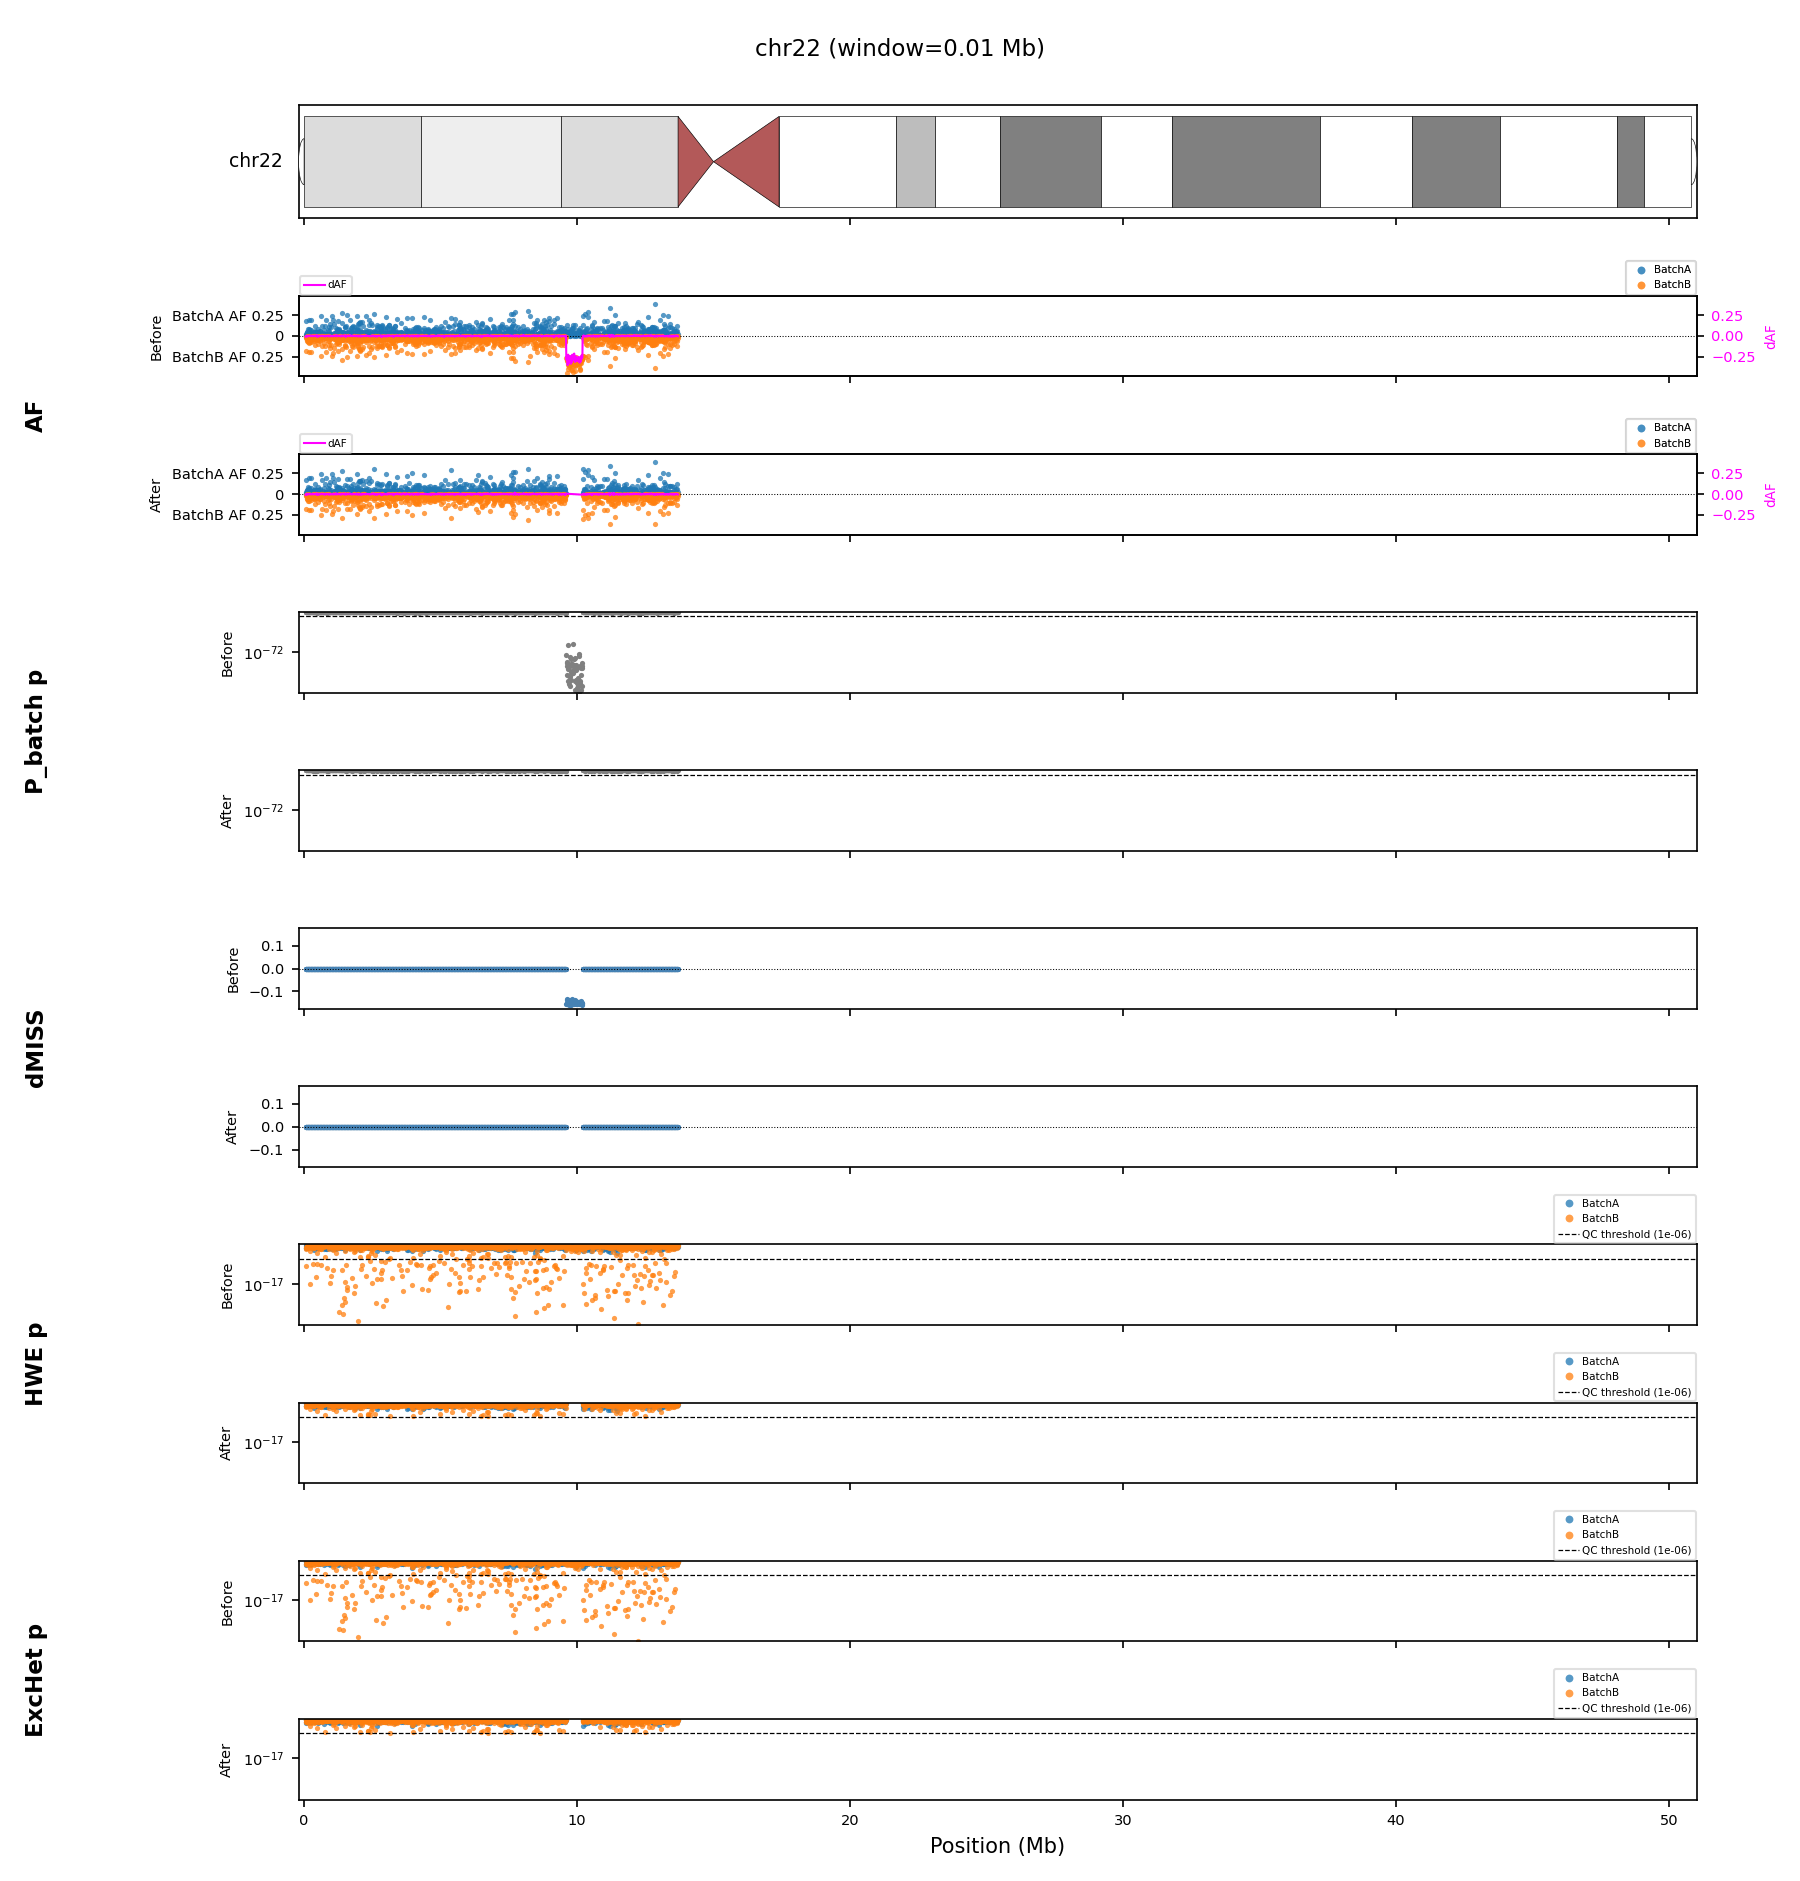 chr22 (window=0.01 Mb)
chr22
AF
Before
dAF
BatchA
BatchB
BatchA AF 0.25
0
BatchB AF 0.25
0.25
0.00
−0.25
dAF
After
dAF
BatchA
BatchB
BatchA AF 0.25
0
BatchB AF 0.25
0.25
0.00
−0.25
dAF
P_batch p
Before
10⁻⁷²
After
10⁻⁷²
dMISS
Before
0.1
0.0
−0.1
After
0.1
0.0
−0.1
HWE p
Before
BatchA
BatchB
QC threshold (1e-06)
10⁻¹⁷
After
BatchA
BatchB
QC threshold (1e-06)
10⁻¹⁷
ExcHet p
Before
BatchA
BatchB
QC threshold (1e-06)
10⁻¹⁷
After
BatchA
BatchB
QC threshold (1e-06)
10⁻¹⁷
0 10 20 30 40 50
Position (Mb)